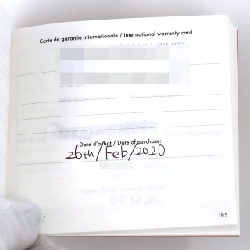 Carte de garantie internationale / International warranty card
Date d'achat / Date of purchase:
26th/Feb/2020